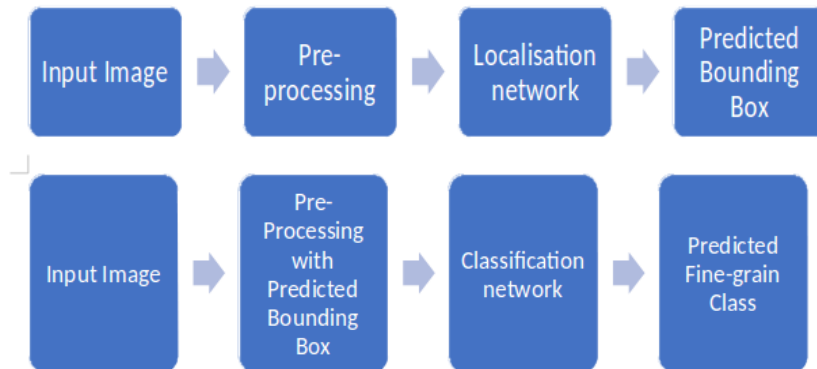 Input Image
Pre-
processing
Localisation
network
Predicted
Bounding
Box
Input Image
Pre-
Processing
with
Predicted
Bounding
Box
Classification
network
Predicted
Fine-grain
Class